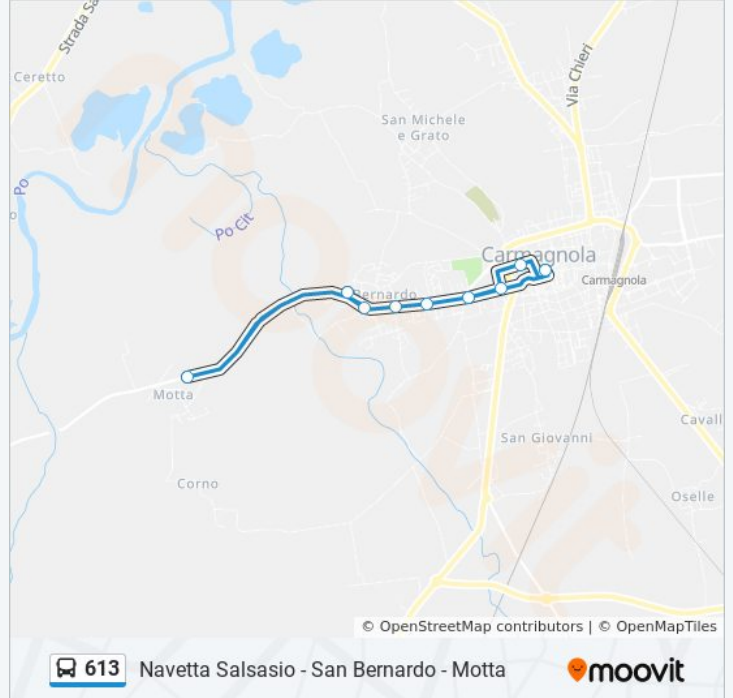 Strada Sa
Ceretto
Via Chieri
San Michele
e Grato
Po
Po Cit
Carmagnola
Carmagnola
Bernardo
Motta
Cavall
San Giovanni
Corno
Oselle
© OpenStreetMap contributors | © OpenMapTiles
613 Navetta Salsasio - San Bernardo - Motta
moovit